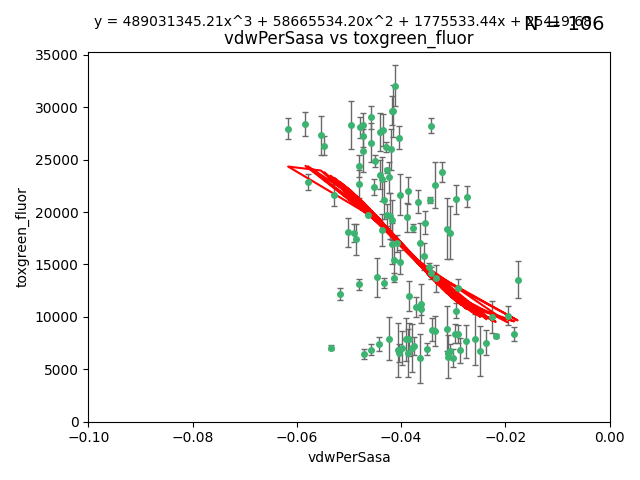 y = 489031345.21x^3 + 58665534.20x^2 + 1775533.44x +
N = 106
vdwPerSasa vs toxgreen_fluor
35000
30000
25000
20000
15000
10000
5000
0
toxgreen_fluor
−0.10
−0.08
−0.06
−0.04
−0.02
0.00
vdwPerSasa